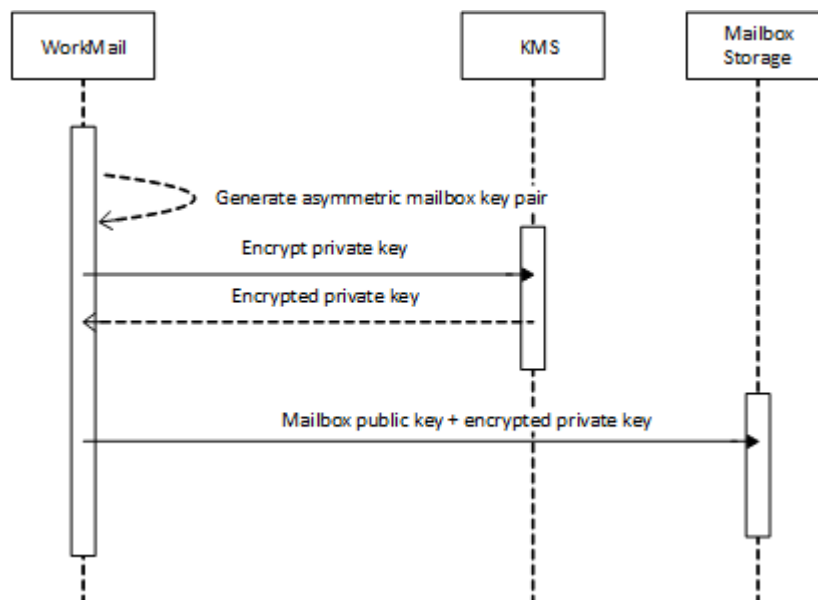 WorkMail
KMS
Mailbox
Storage
Generate asymmetric mailbox key pair
Encrypt private key
Encrypted private key
Mailbox public key + encrypted private key